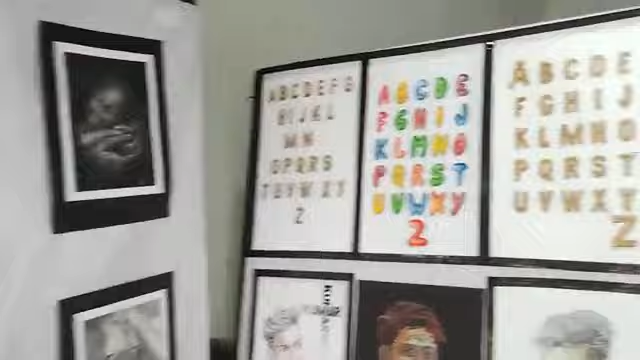 ABCDEFG
HIJKL
MN
OPQRS
TUVWXY
Z
ABCDE
FGHIJ
KLMNO
PQRST
UVWXY
Z
ABCDE
FGHIJ
KLMNO
PQRST
UVWXY
Z